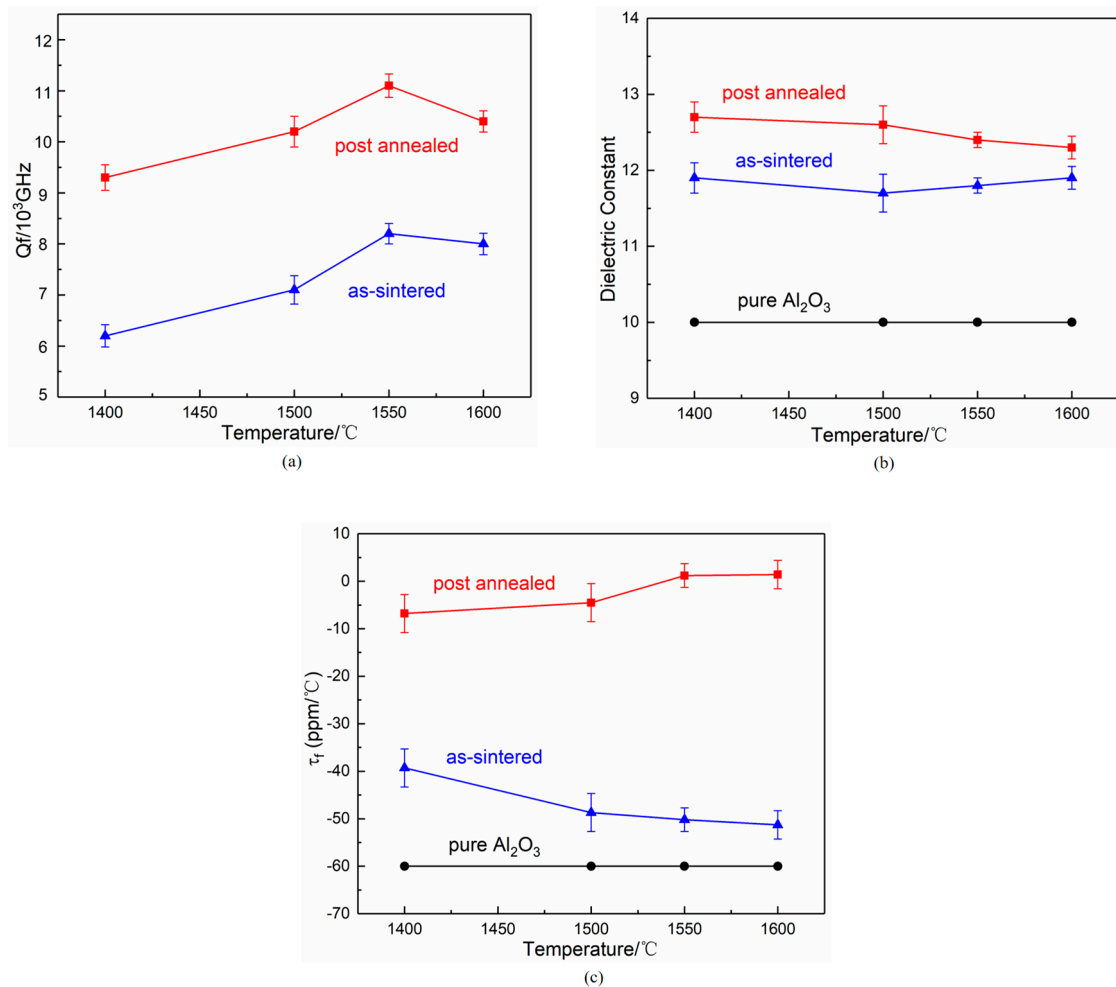 12
11
10
9
8
7
6
5
Qf/10³GHz
post annealed
as-sintered
1400 1450 1500 1550 1600
Temperature/℃
(a)
14
13
12
11
10
9
Dielectric Constant
post annealed
as-sintered
pure Al₂O₃
1400 1450 1500 1550 1600
Temperature/℃
(b)
10
0
-10
-20
-30
-40
-50
-60
-70
τf (ppm/℃)
post annealed
as-sintered
pure Al₂O₃
1400 1450 1500 1550 1600
Temperature/℃
(c)